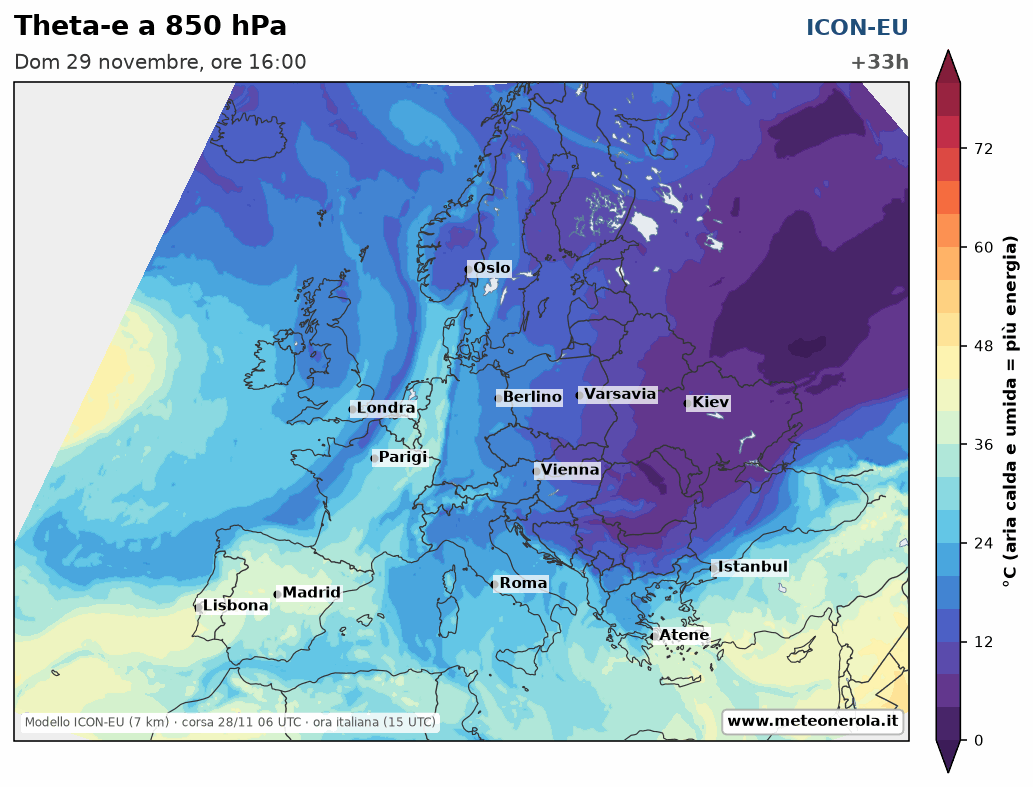 Theta-e a 850 hPa
ICON-EU
Dom 29 novembre, ore 16:00
+33h
72
60
48
36
24
12
0
°C (aria calda e umida = più energia)
Oslo
Berlino
Varsavia
Kiev
Londra
Parigi
Vienna
Istanbul
Roma
Madrid
Lisbona
Atene
Modello ICON-EU (7 km) · corsa 28/11 06 UTC · ora italiana (15 UTC)
www.meteonerola.it